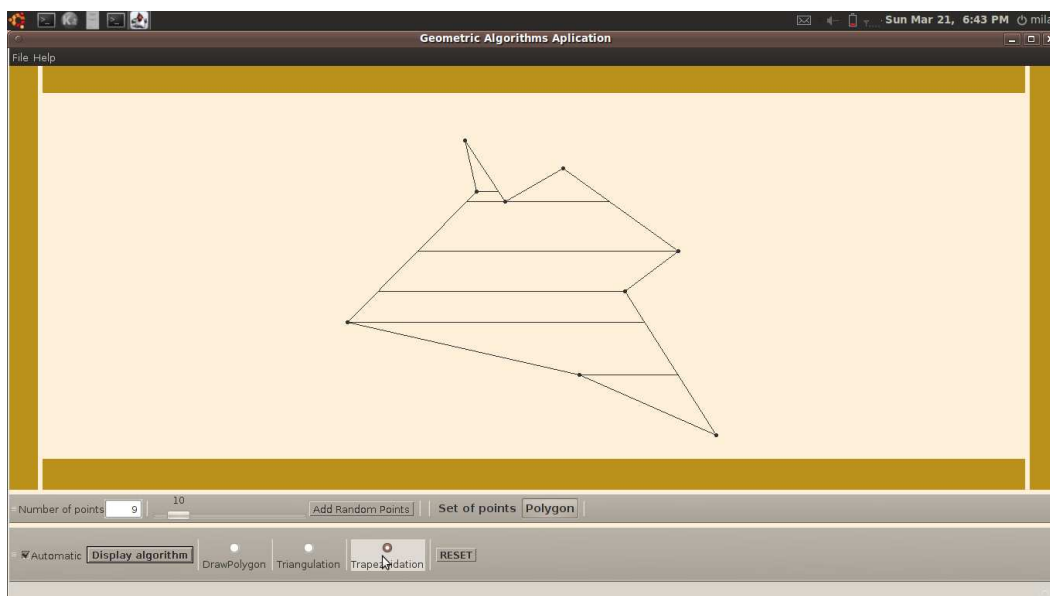 Sun Mar 21, 6:43 PM mila
Geometric Algorithms Aplication
File Help
10
Number of points 9 Add Random Points Set of points Polygon
Automatic Display algorithm DrawPolygon Triangulation RESET